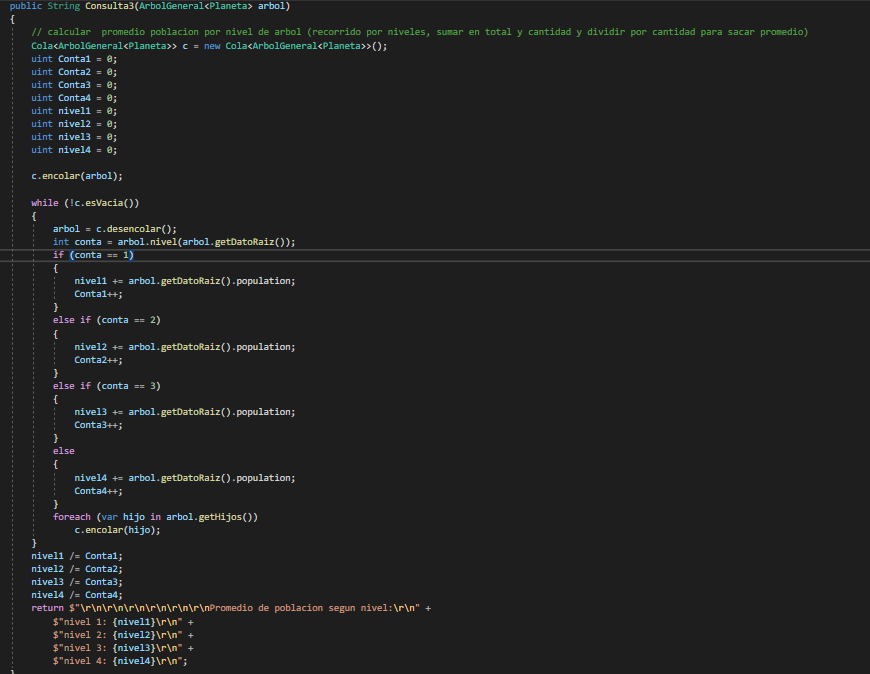 public String Consulta3(ArbolGeneral<Planeta> arbol)
{
// calcular  promedio poblacion por nivel de arbol (recorrido por niveles, sumar en total y cantidad y dividir por cantidad para sacar promedio)
Cola<ArbolGeneral<Planeta>> c = new Cola<ArbolGeneral<Planeta>>();
uint Conta1 = 0;
uint Conta2 = 0;
uint Conta3 = 0;
uint Conta4 = 0;
uint nivel1 = 0;
uint nivel2 = 0;
uint nivel3 = 0;
uint nivel4 = 0;
c.encolar(arbol);
while (!c.esVacia())
{
arbol = c.desencolar();
int conta = arbol.nivel(arbol.getDatoRaiz());
if (conta == 1)
{
nivel1 += arbol.getDatoRaiz().population;
Conta1++;
}
else if (conta == 2)
{
nivel2 += arbol.getDatoRaiz().population;
Conta2++;
}
else if (conta == 3)
{
nivel3 += arbol.getDatoRaiz().population;
Conta3++;
}
else
{
nivel4 += arbol.getDatoRaiz().population;
Conta4++;
}
foreach (var hijo in arbol.getHijos())
c.encolar(hijo);
}
nivel1 /= Conta1;
nivel2 /= Conta2;
nivel3 /= Conta3;
nivel4 /= Conta4;
return $"\r\n\r\n\r\n\r\n\r\n\r\nPromedio de poblacion segun nivel:\r\n" +
$"nivel 1: {nivel1}\r\n" +
$"nivel 2: {nivel2}\r\n" +
$"nivel 3: {nivel3}\r\n" +
$"nivel 4: {nivel4}\r\n";
}